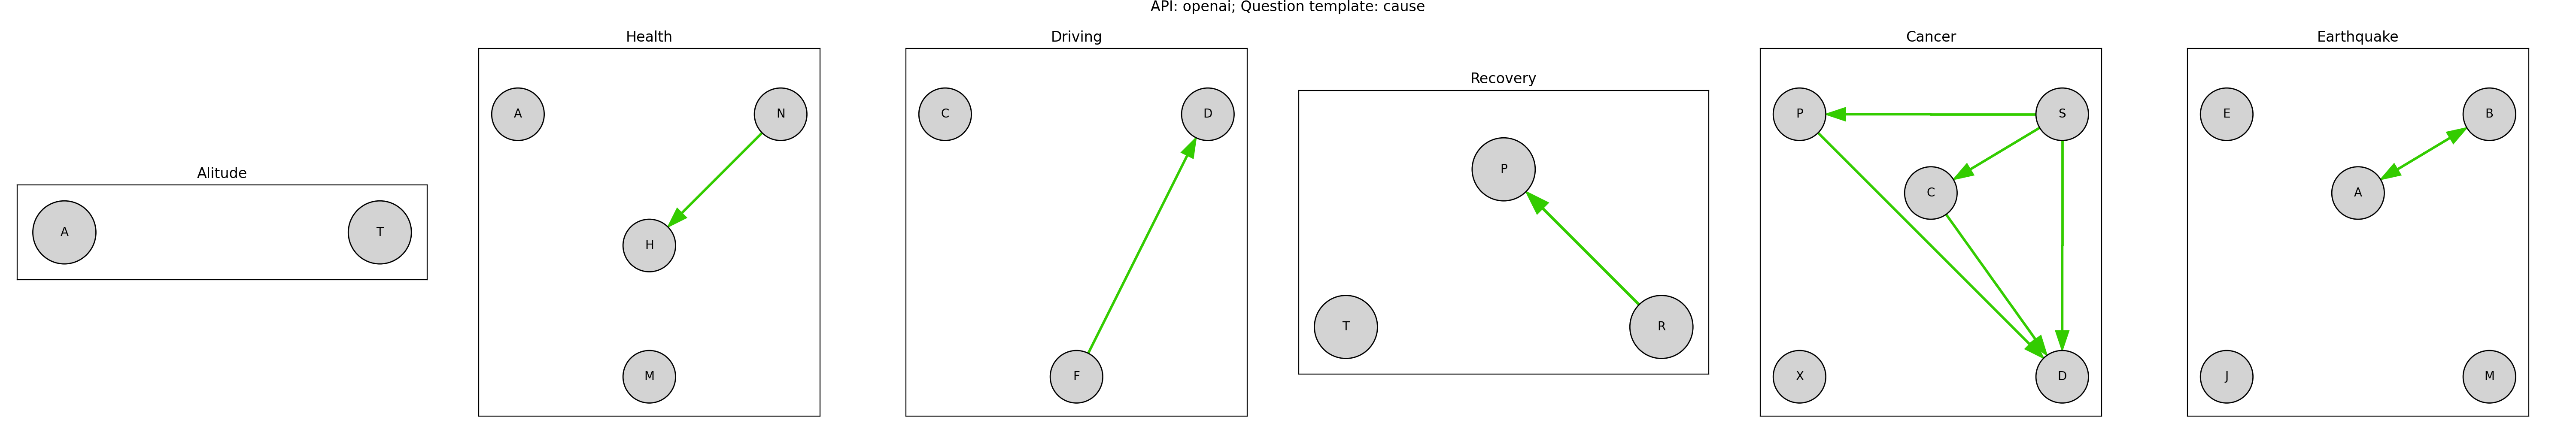 API: openai; Question template: cause
Alitude
A
T
Health
A
N
H
M
Driving
C
D
F
Recovery
P
T
R
Cancer
P
S
C
X
D
Earthquake
E
B
A
J
M